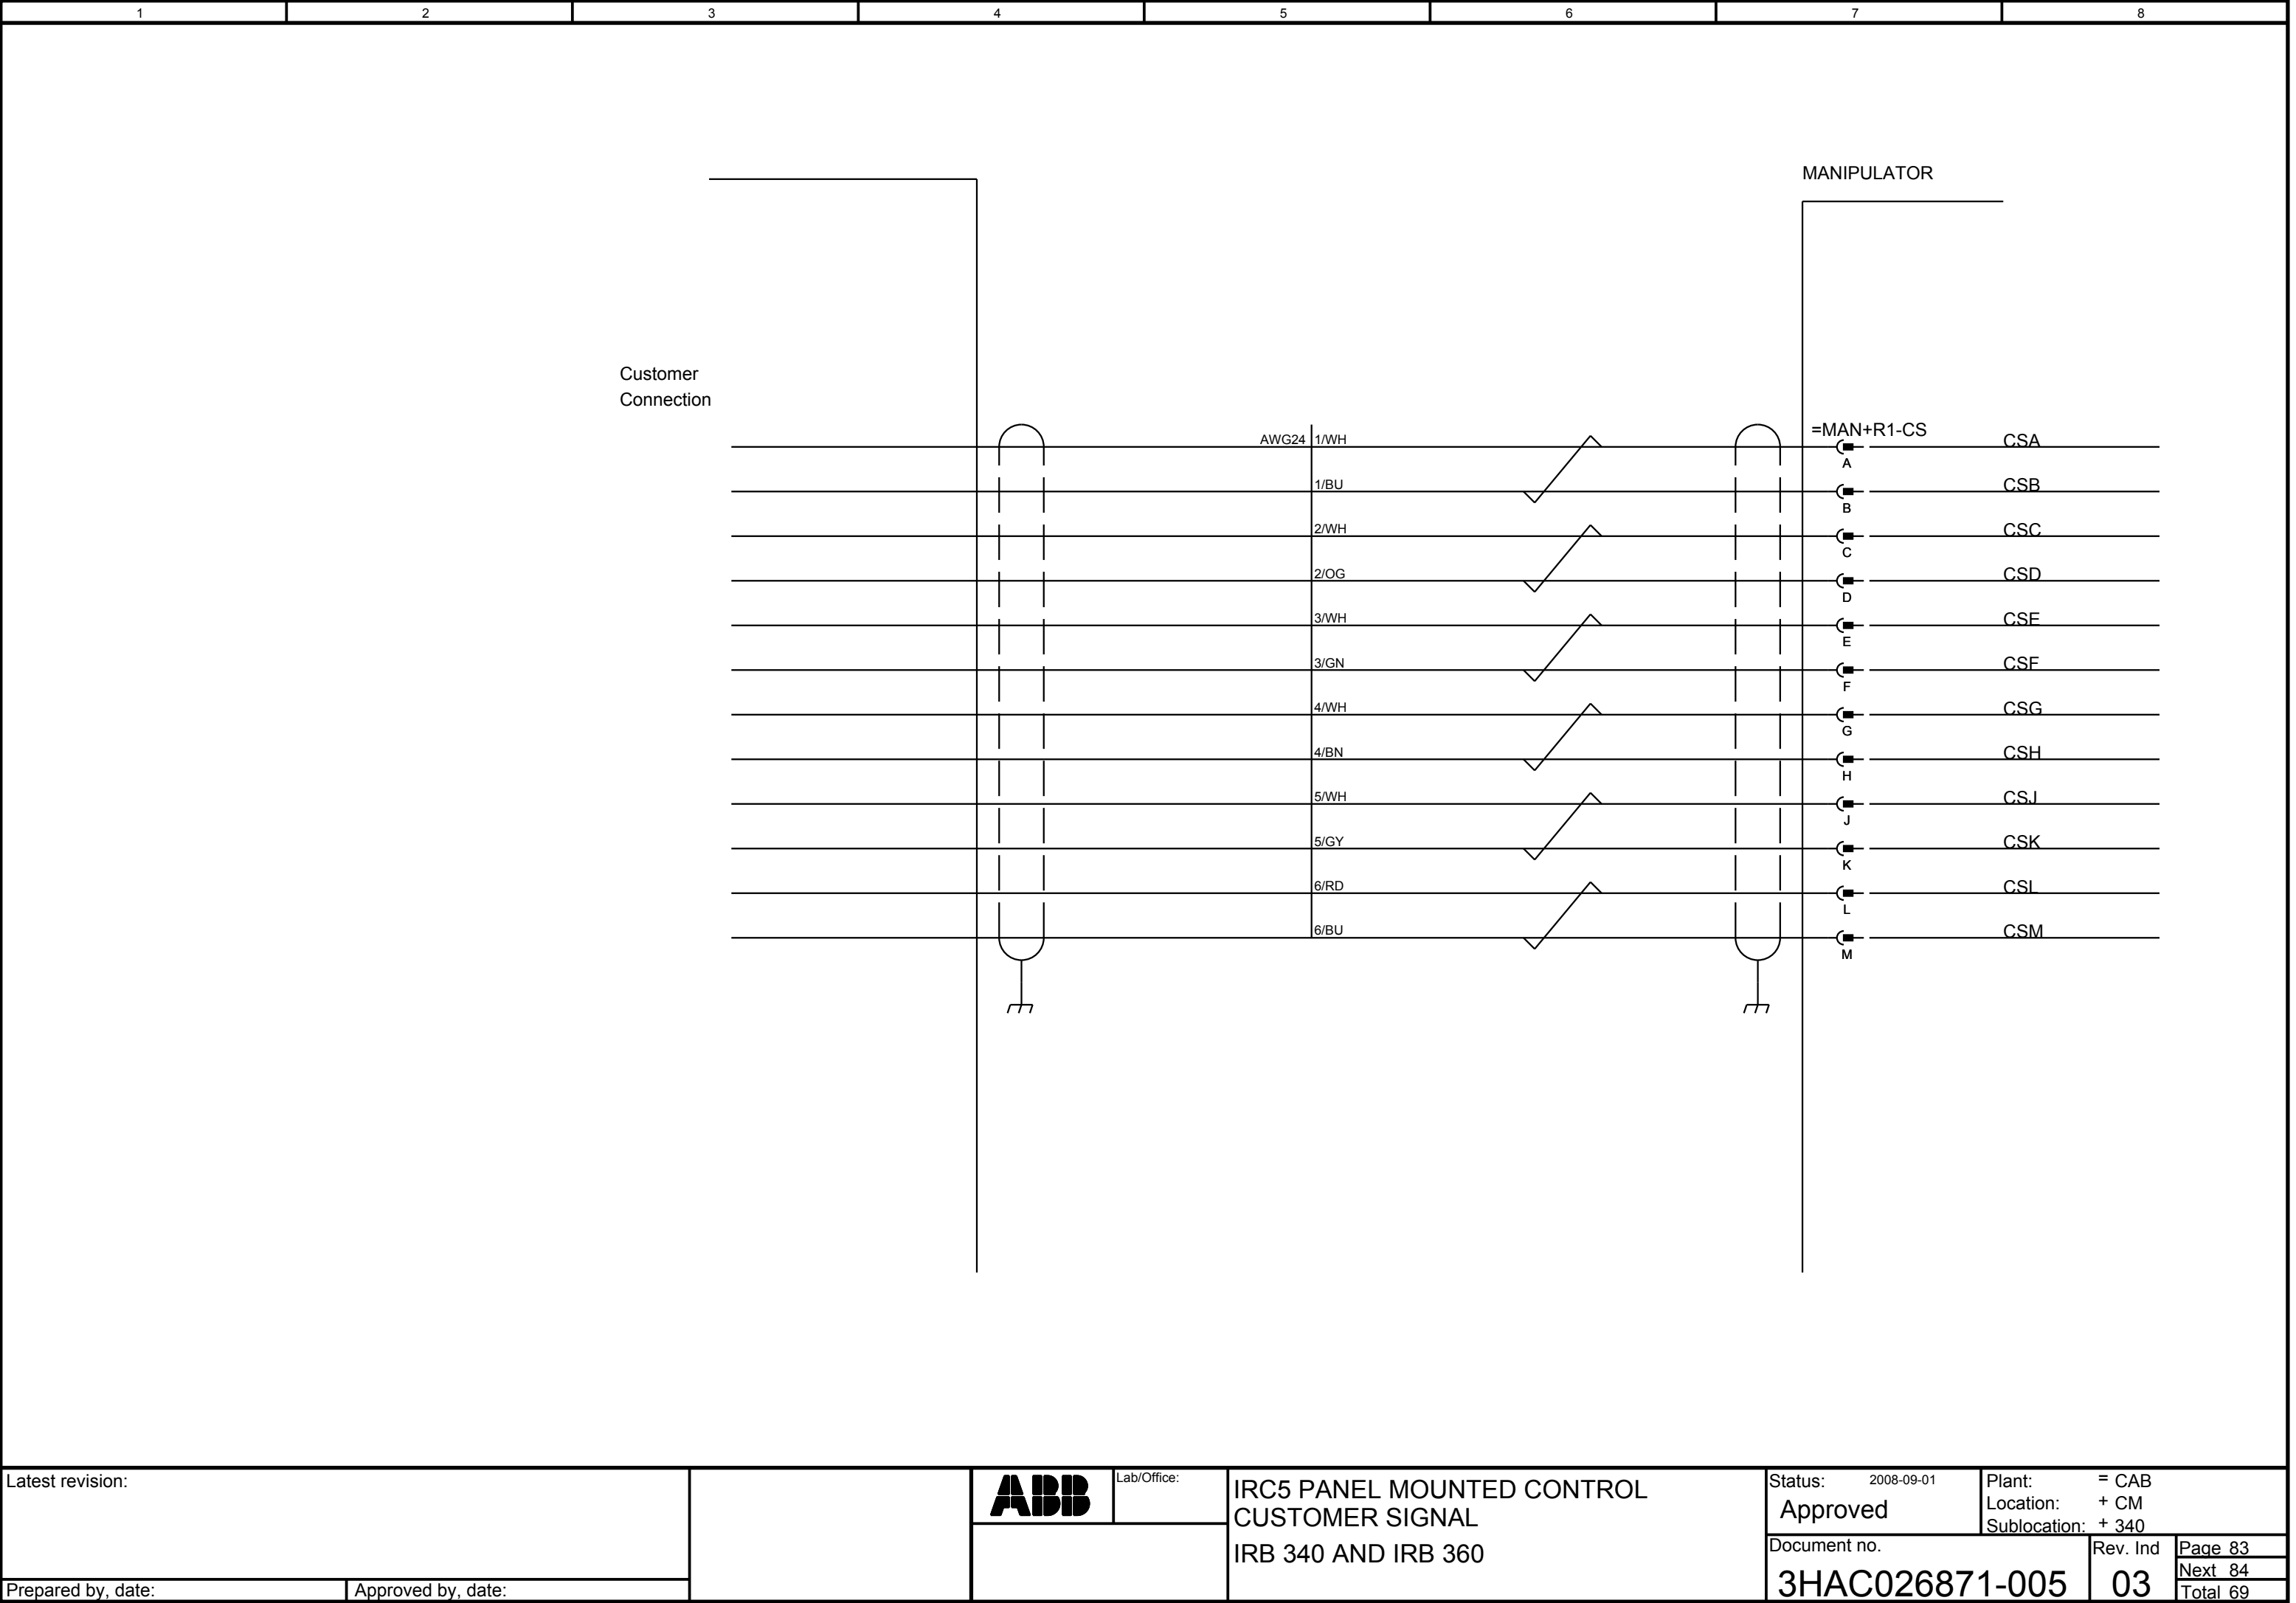 1 2 3 4 5 6 7 8
MANIPULATOR
Customer
Connection
=MAN+R1-CS
AWG24 1/WH A CSA
1/BU B CSB
2/WH C CSC
2/OG D CSD
3/WH E CSE
3/GN F CSF
4/WH G CSG
4/BN H CSH
5/WH J CSJ
5/GY K CSK
6/RD L CSL
6/BU M CSM
Latest revision:
Prepared by, date:
Approved by, date:
ABB
Lab/Office:
IRC5 PANEL MOUNTED CONTROL
CUSTOMER SIGNAL
IRB 340 AND IRB 360
Status: 2008-09-01
Approved
Plant: = CAB
Location: + CM
Sublocation: + 340
Document no.
3HAC026871-005
Rev. Ind
03
Page 83
Next 84
Total 69